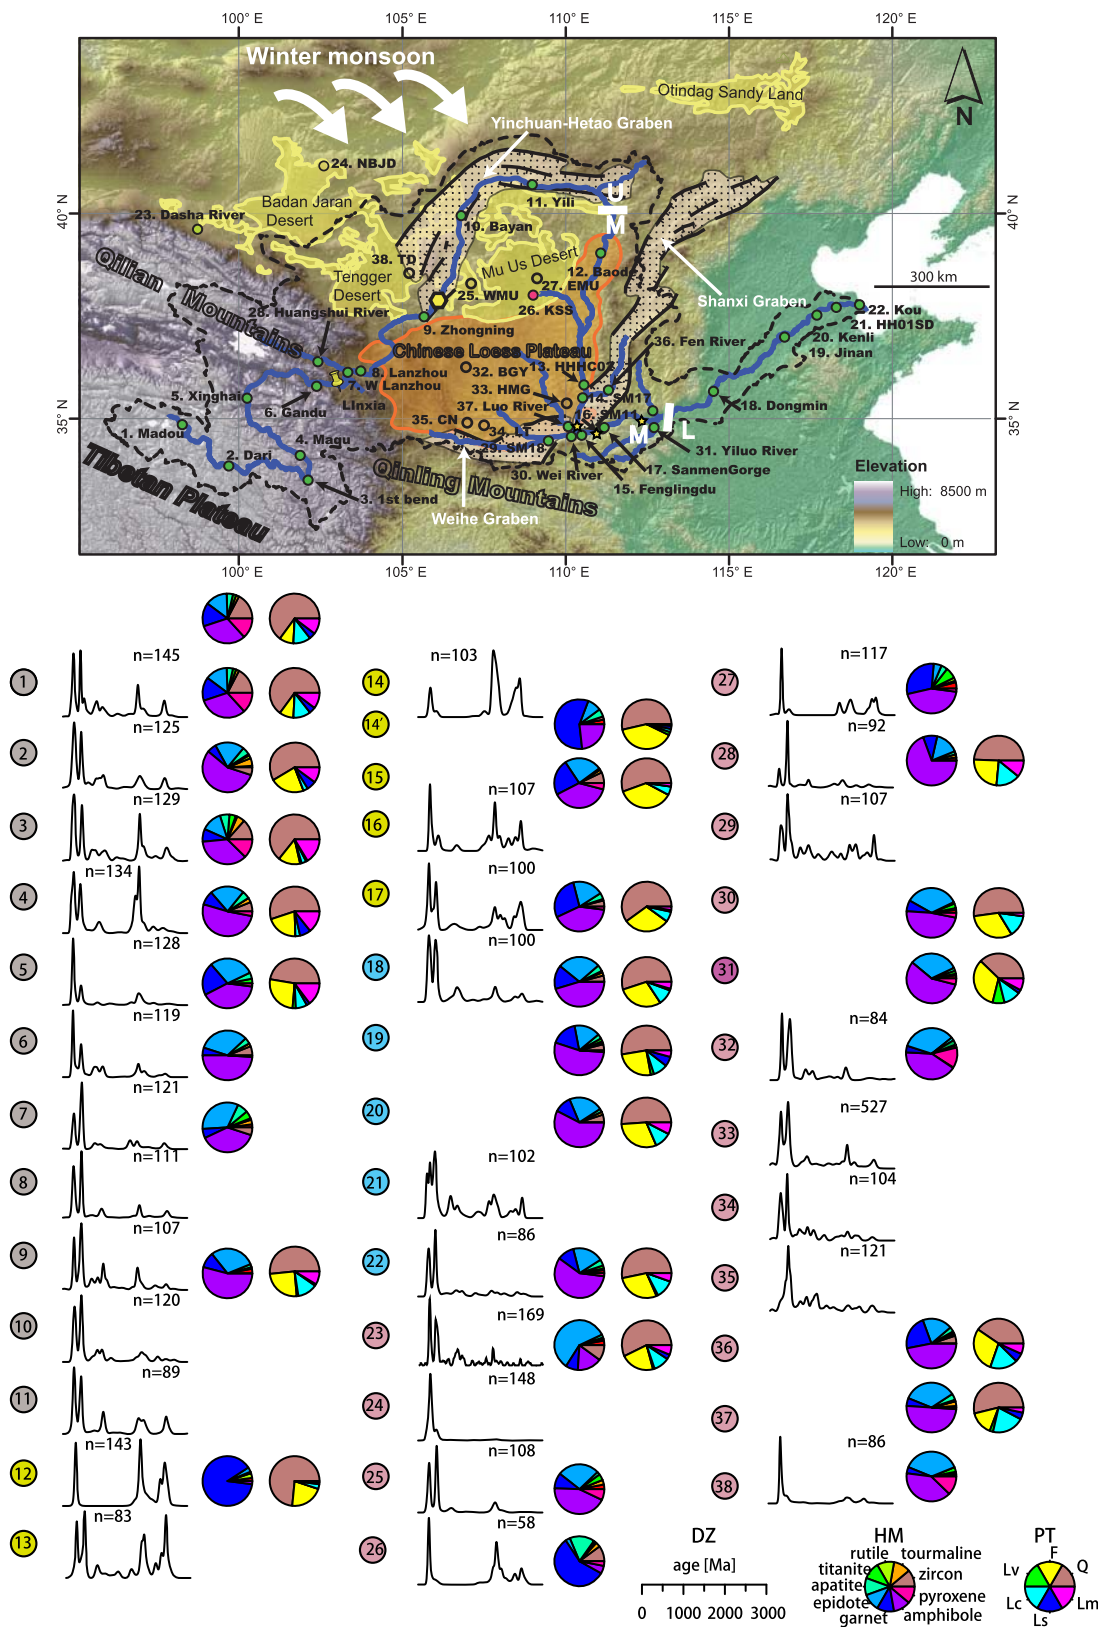 100° E 105° E 110° E 115° E 120° E
Winter monsoon
Otindag Sandy Land
N
Yinchuan-Hetao Graben
24. NBJD
U
11. Yili
Badan Jaran
Desert
40° N 40° N
23. Dasha River
M
10. Bayan
Mu Us Desert
38. TD
12. Baode
Qilian Mountains
Tengger
Desert
27. EMU
300 km
25. WMU
Shanxi Graben
28. Huangshui River
26. KSS
22. Kou
21. HH01SD
9. Zhongning
20. Kenli
36. Fen River
19. Jinan
Chinese Loess Plateau
13. HHHC02
8. Lanzhou
32. BGY
7. W Lanzhou
33. HMG
5. Xinghai
14. SM17
LInxia
37. Luo River
18. Dongmin
6. Gandu
16. SM11
35° N 35° N
35. CN
34. LT
M L
1. Madou
4. Maqu
29. SM18
31. Yiluo River
2. Dari
30. Wei River
17. SanmenGorge
Tibetan Plateau
3. 1st bend
Qinling Mountains
15. Fenglingdu
Elevation
High: 8500 m
Weihe Graben
Low: 0 m
100° E 105° E 110° E 115° E 120° E
1 n=145
2 n=125
3 n=129
4 n=134
5 n=128
6 n=119
7 n=121
8 n=111
9 n=107
10 n=120
11 n=89
12 n=143
13 n=83
14 n=103
14′
15
16 n=107
17 n=100
18 n=100
19
20
21 n=102
22 n=86
23 n=169
24 n=148
25 n=108
26 n=58
27 n=117
28 n=92
29 n=107
30
31
32 n=84
33 n=527
34 n=104
35 n=121
36
37
38 n=86
DZ
age [Ma]
0 1000 2000 3000
HM
rutile tourmaline
titanite zircon
apatite pyroxene
epidote amphibole
garnet
PT
F
Lv Q
Lc Lm
Ls